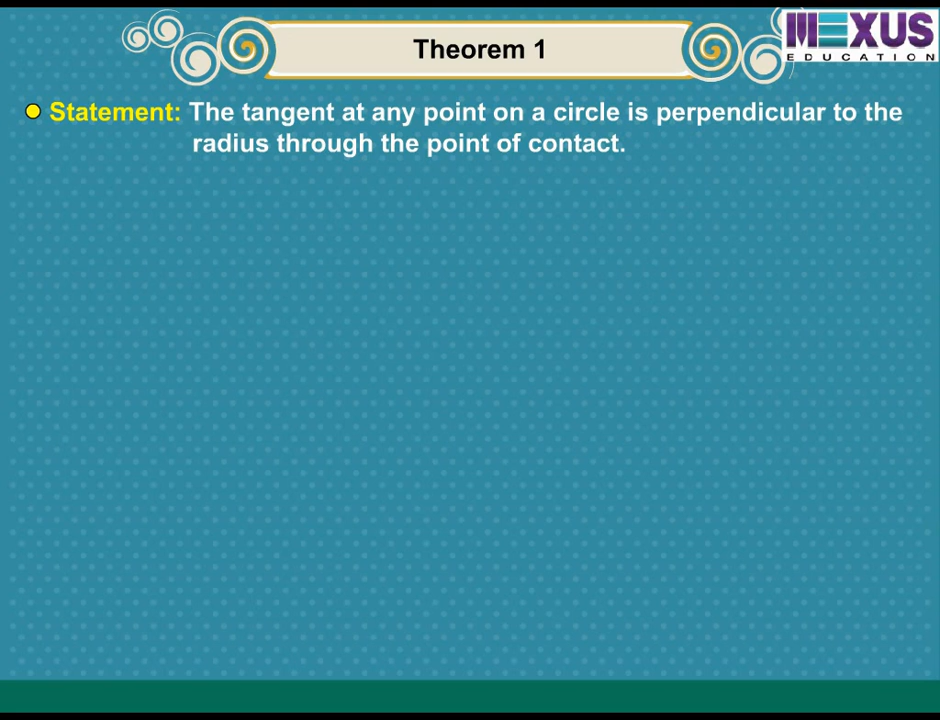 Theorem 1
MEXUS
EDUCATION
Statement: The tangent at any point on a circle is perpendicular to the
radius through the point of contact.